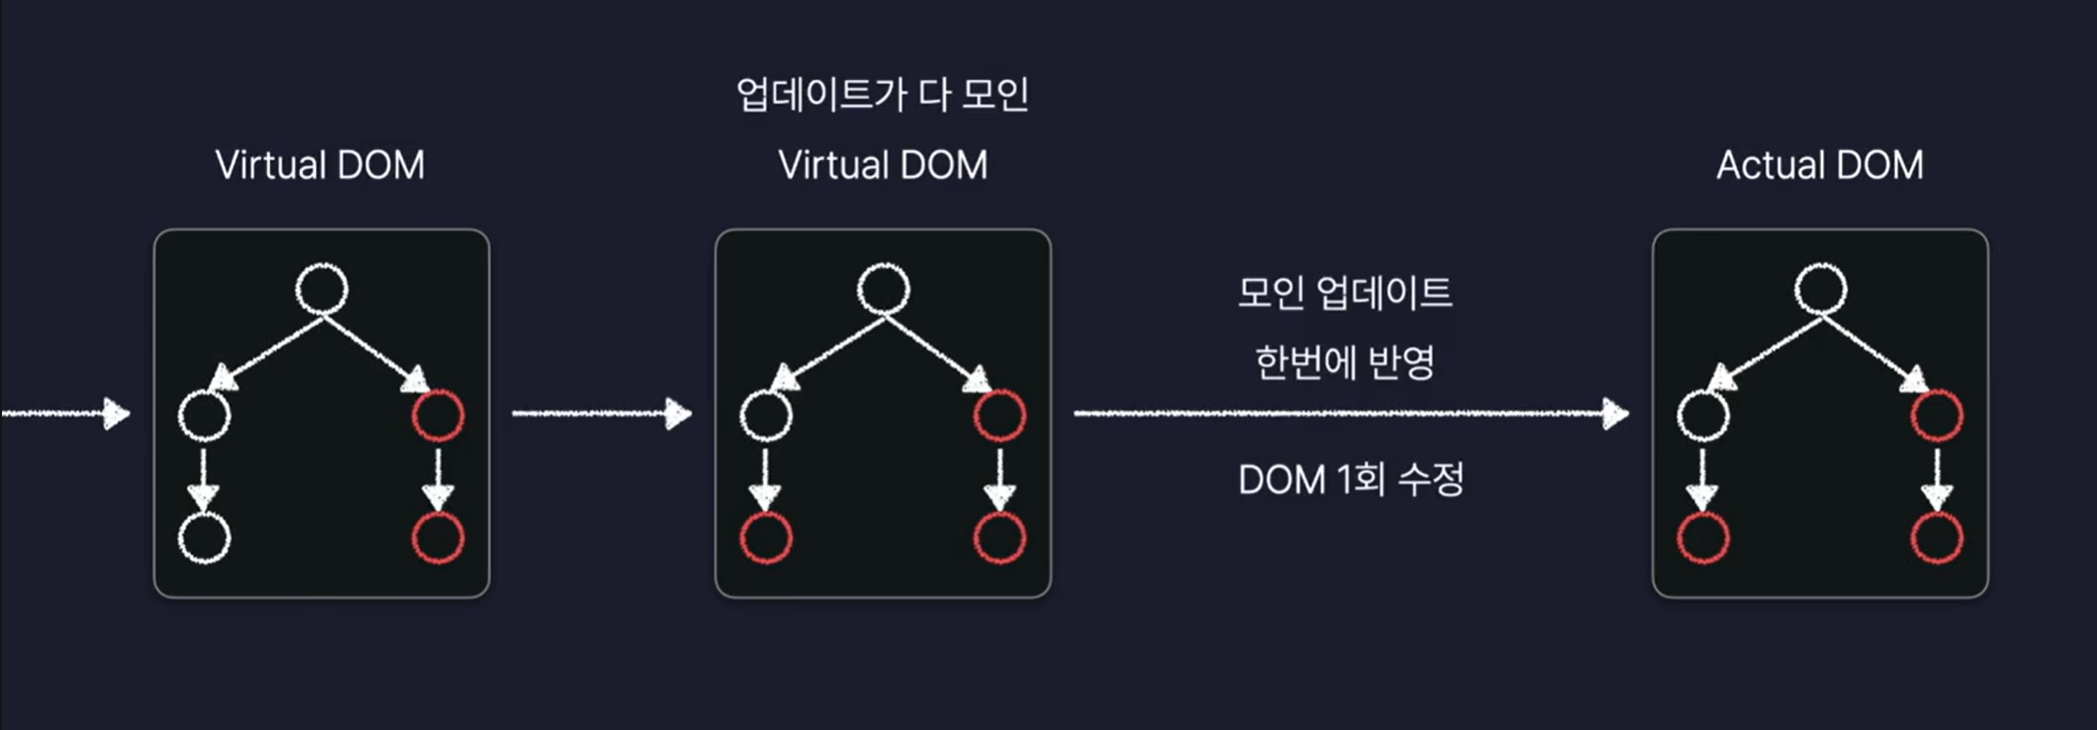 Virtual DOM
업데이트가 다 모인
Virtual DOM
모인 업데이트
한번에 반영
DOM 1회 수정
Actual DOM